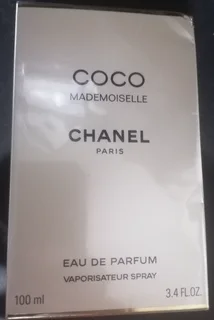 COCO
MADEMOISELLE
CHANEL
PARIS
EAU DE PARFUM
VAPORISATEUR SPRAY
100 ml 3.4 FL.OZ.